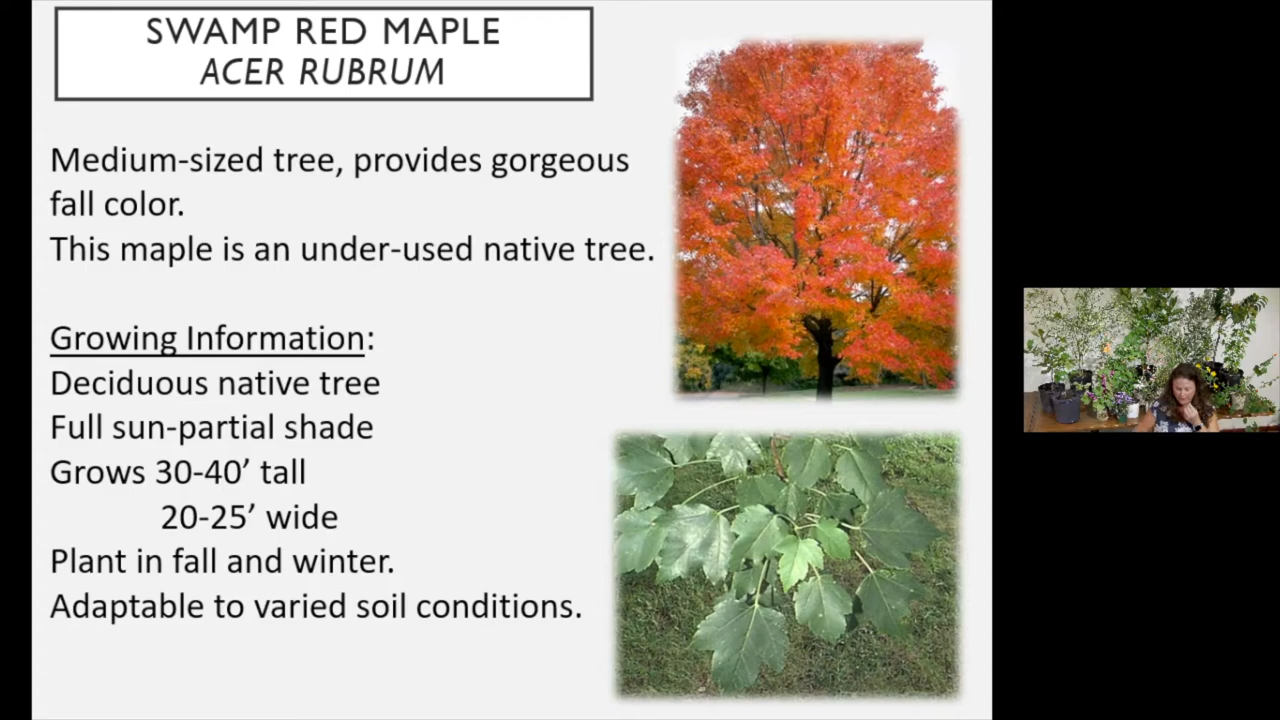 SWAMP RED MAPLE
ACER RUBRUM
Medium-sized tree, provides gorgeous
fall color.
This maple is an under-used native tree.
Growing Information:
Deciduous native tree
Full sun-partial shade
Grows 30-40’ tall
20-25’ wide
Plant in fall and winter.
Adaptable to varied soil conditions.